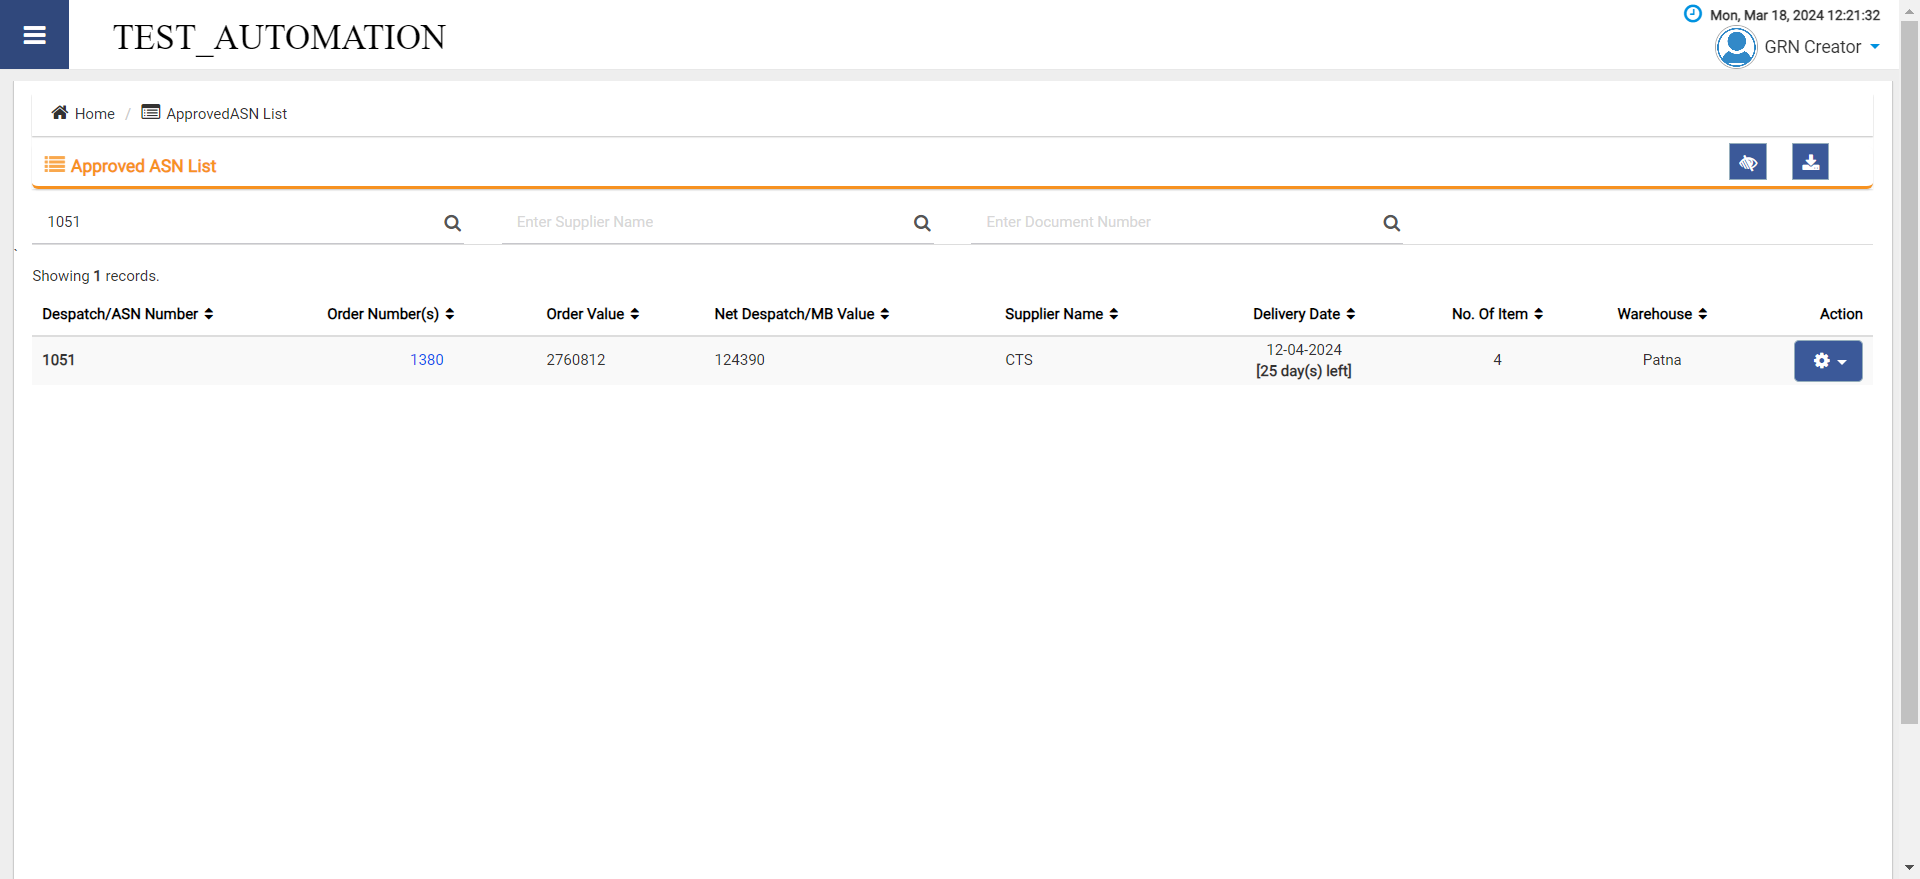 TEST_AUTOMATION
Mon, Mar 18, 2024 12:21:32
GRN Creator
Home / ApprovedASN List
Approved ASN List
1051 Enter Supplier Name Enter Document Number
Showing 1 records.
Despatch/ASN Number Order Number(s) Order Value Net Despatch/MB Value Supplier Name Delivery Date No. Of Item Warehouse Action
1051 1380 2760812 124390 CTS 12-04-2024 4 Patna
[25 day(s) left]